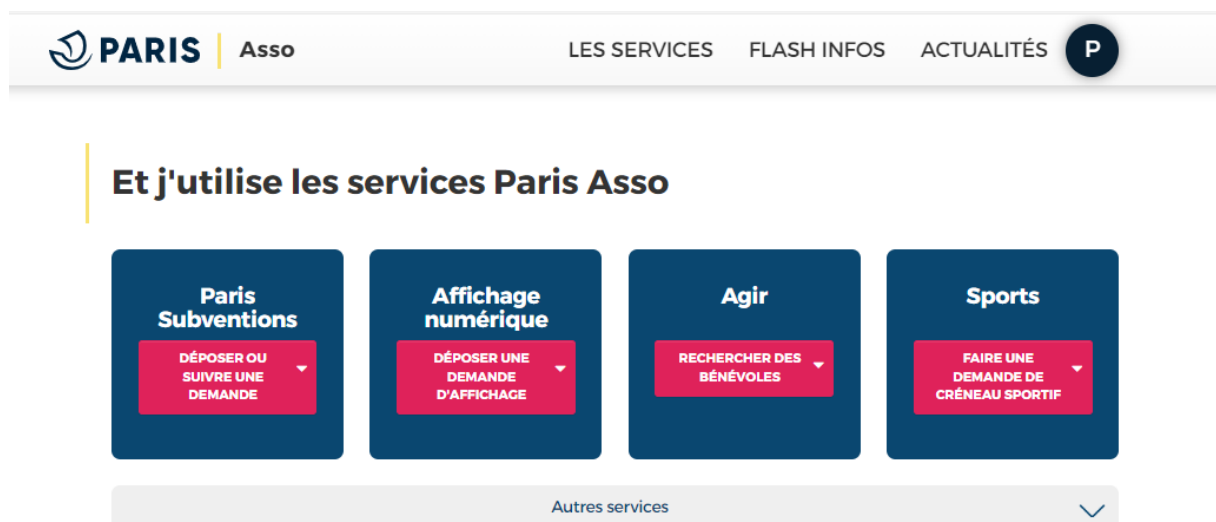 PARIS Asso LES SERVICES FLASH INFOS ACTUALITÉS P
Et j'utilise les services Paris Asso
Paris
Subventions
DÉPOSER OU
SUIVRE UNE
DEMANDE
Affichage
numérique
DÉPOSER UNE
DEMANDE
D'AFFICHAGE
Agir
RECHERCHER DES
BÉNÉVOLES
Sports
FAIRE UNE
DEMANDE DE
CRÉNEAU SPORTIF
Autres services